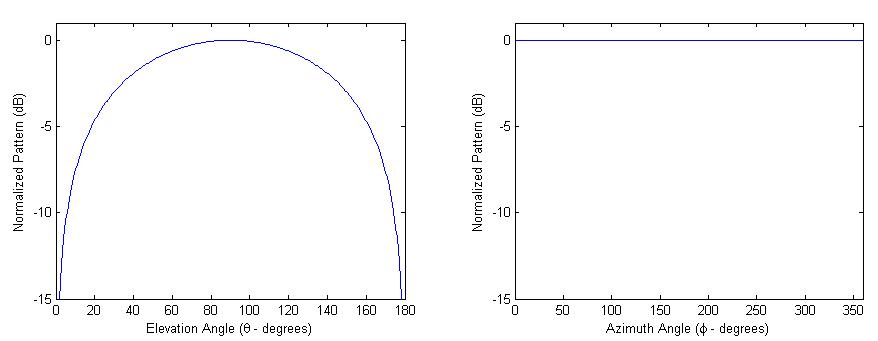 0
-5
-10
-15
0 20 40 60 80 100 120 140 160 180
Normalized Pattern (dB)
Elevation Angle (θ - degrees)
0
-5
-10
-15
0 50 100 150 200 250 300 350
Normalized Pattern (dB)
Azimuth Angle (ϕ - degrees)